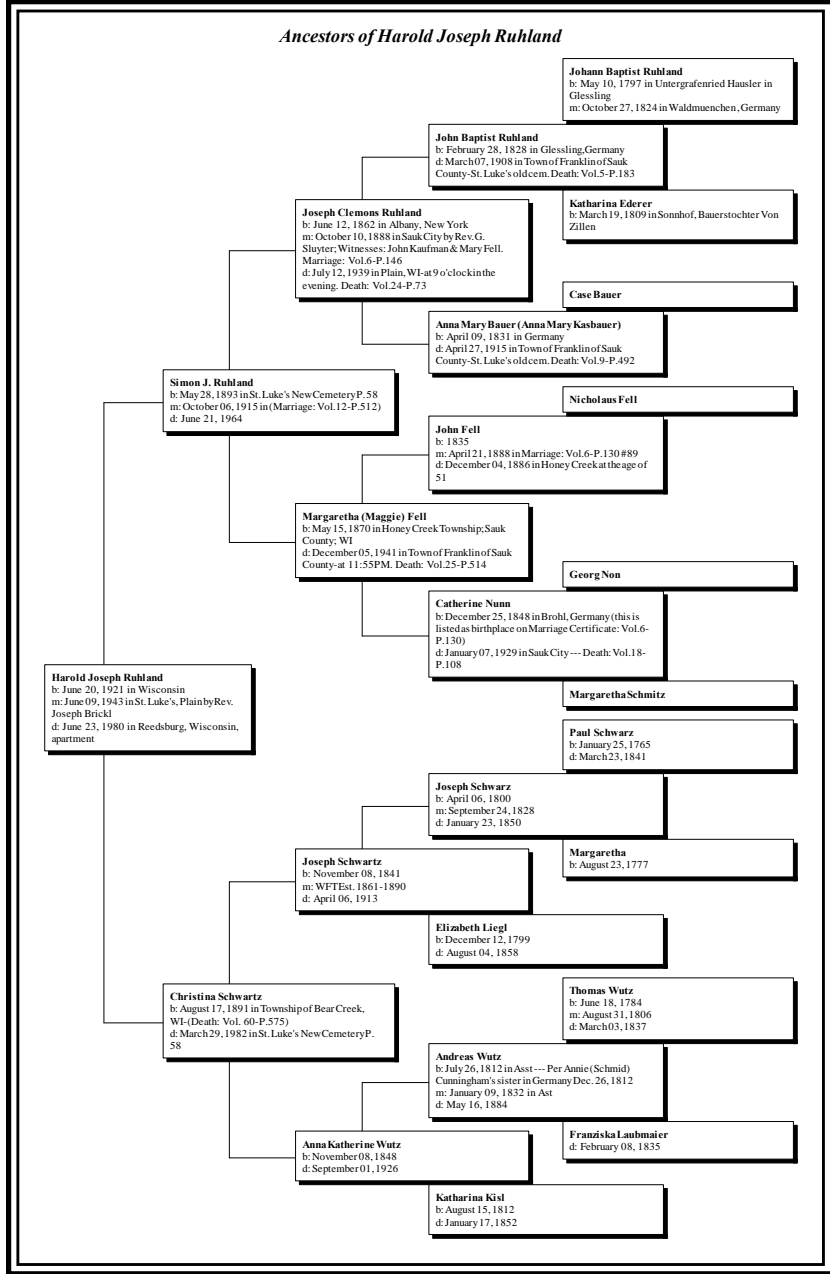 Ancestors of Harold Joseph Ruhland
Johann Baptist Ruhland
b: May 10, 1797 in Untergrafenried Hausler in
Glessling
m: October 27, 1824 in Waldmuenchen, Germany
John Baptist Ruhland
b: February 28, 1828 in Glessling, Germany
d: March 07, 1908 in Town of Franklin of Sauk
County-St. Luke's old cem. Death: Vol.5-P.183
Katharina Ederer
b: March 19, 1809 in Sonnhof, Bauerstochter Von
Zillen
Joseph Clemons Ruhland
b: June 12, 1862 in Albany, New York
m: October 10, 1888 in Sauk City by Rev. G.
Sluyter; Witnesses: John Kaufman & Mary Fell.
Marriage: Vol.6-P.146
d: July 12, 1939 in Plain, WI-at 9 o'clock in the
evening. Death: Vol.24-P.73
Case Bauer
Anna Mary Bauer (Anna Mary Kasbauer)
b: April 09, 1831 in Germany
d: April 27, 1915 in Town of Franklin of Sauk
County-St. Luke's old cem. Death: Vol.9-P.492
Simon J. Ruhland
b: May 28, 1893 in St. Luke's New Cemetery P. 58
m: October 06, 1915 in (Marriage: Vol.12-P.512)
d: June 21, 1964
Nicholaus Fell
John Fell
b: 1835
m: April 21, 1888 in Marriage: Vol.6-P.130 #89
d: December 04, 1886 in Honey Creek at the age of
51
Margaretha (Maggie) Fell
b: May 15, 1870 in Honey Creek Township; Sauk
County; WI
d: December 05, 1941 in Town of Franklin of Sauk
County-at 11:55PM. Death: Vol.25-P.514
Georg Non
Catherine Nunn
b: December 25, 1848 in Brohl, Germany (this is
listed as birthplace on Marriage Certificate: Vol.6-
P.130)
d: January 07, 1929 in Sauk City --- Death: Vol.18-
P.108
Margaretha Schmitz
Harold Joseph Ruhland
b: June 20, 1921 in Wisconsin
m: June 09, 1943 in St. Luke's, Plain by Rev.
Joseph Brickl
d: June 23, 1980 in Reedsburg, Wisconsin,
apartment
Paul Schwarz
b: January 25, 1765
d: March 23, 1841
Joseph Schwarz
b: April 06, 1800
m: September 24, 1828
d: January 23, 1850
Margaretha
b: August 23, 1777
Joseph Schwartz
b: November 08, 1841
m: WFT Est. 1861-1890
d: April 06, 1913
Elizabeth Liegl
b: December 12, 1799
d: August 04, 1858
Christina Schwartz
b: August 17, 1891 in Township of Bear Creek,
WI-(Death: Vol. 60-P.575)
d: March 29, 1982 in St. Luke's New Cemetery P.
58
Thomas Wutz
b: June 18, 1784
m: August 31, 1806
d: March 03, 1837
Andreas Wutz
b: July 26, 1812 in Asst --- Per Annie (Schmid)
Cunningham's sister in Germany Dec. 26, 1812
m: January 09, 1832 in Ast
d: May 16, 1884
Franziska Laubmaier
d: February 08, 1835
Anna Katherine Wutz
b: November 08, 1848
d: September 01, 1926
Katharina Kisl
b: August 15, 1812
d: January 17, 1852